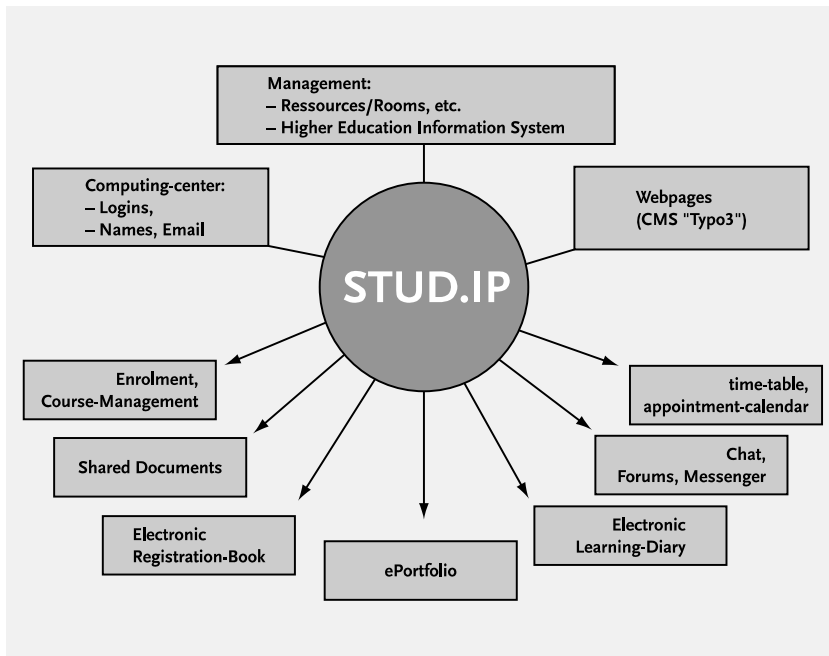 Management:
– Ressources/Rooms, etc.
– Higher Education Information System
Computing-center:
– Logins,
– Names, Email
Webpages
(CMS "Typo3")
STUD.IP
Enrolment,
Course-Management
time-table,
appointment-calendar
Shared Documents
Chat,
Forums, Messenger
Electronic
Registration-Book
ePortfolio
Electronic
Learning-Diary